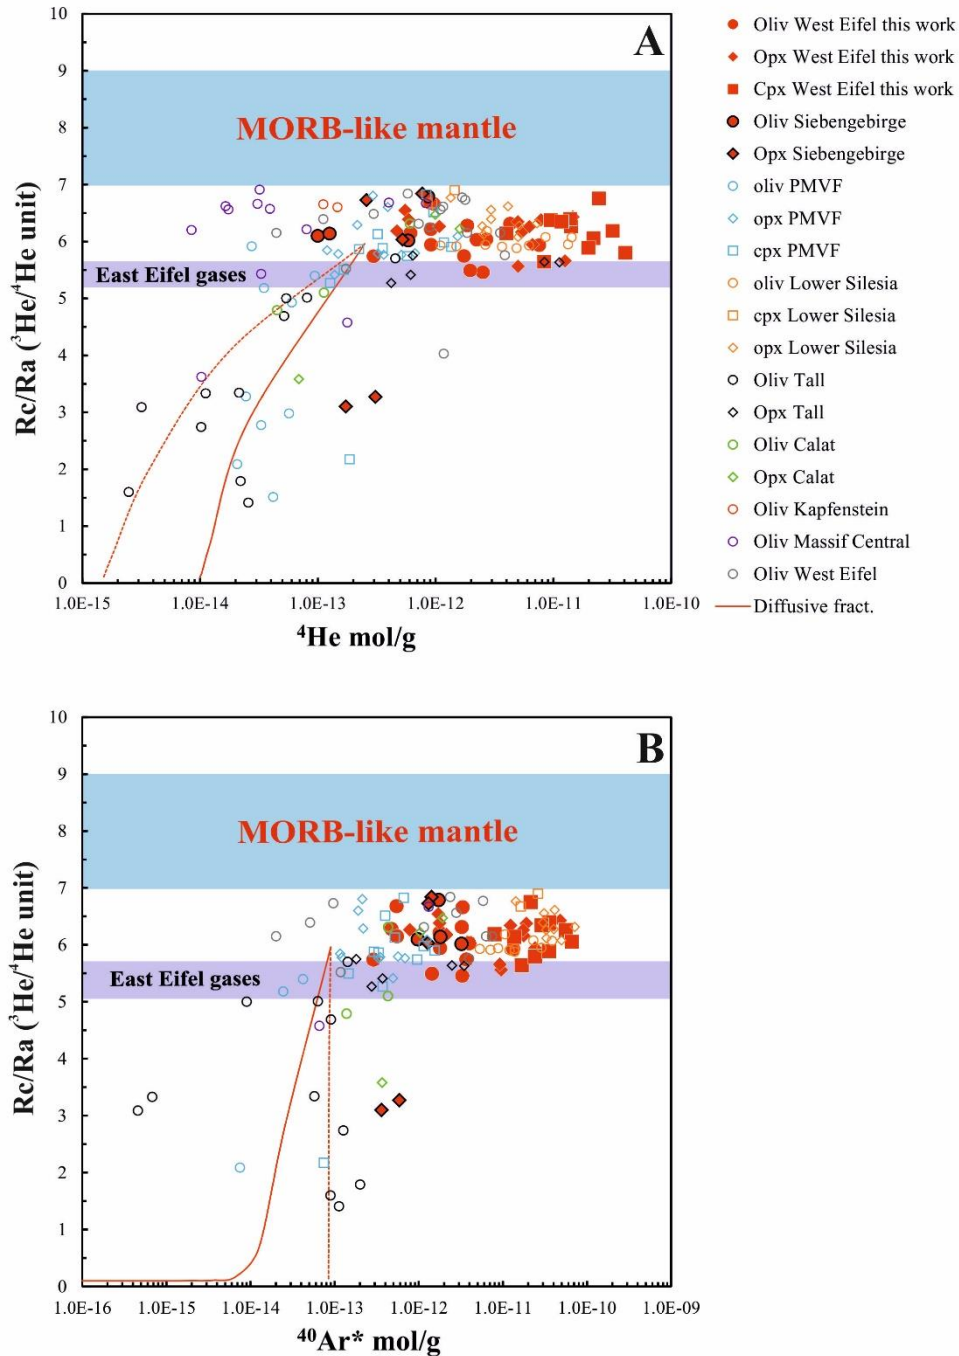 A
10
9
8
7
6
5
4
3
2
1
0
MORB-like mantle
East Eifel gases
Rc/Ra (³He/⁴He unit)
1.0E-15 1.0E-14 1.0E-13 1.0E-12 1.0E-11 1.0E-10
⁴He mol/g
Oliv West Eifel this work
Opx West Eifel this work
Cpx West Eifel this work
Oliv Siebengebirge
Opx Siebengebirge
oliv PMVF
opx PMVF
cpx PMVF
oliv Lower Silesia
cpx Lower Silesia
opx Lower Silesia
Oliv Tall
Opx Tall
Oliv Calat
Opx Calat
Oliv Kapfenstein
Oliv Massif Central
Oliv West Eifel
Diffusive fract.
B
10
9
8
7
6
5
4
3
2
1
0
MORB-like mantle
East Eifel gases
Rc/Ra (³He/⁴He unit)
1.0E-16 1.0E-15 1.0E-14 1.0E-13 1.0E-12 1.0E-11 1.0E-10 1.0E-09
⁴⁰Ar* mol/g